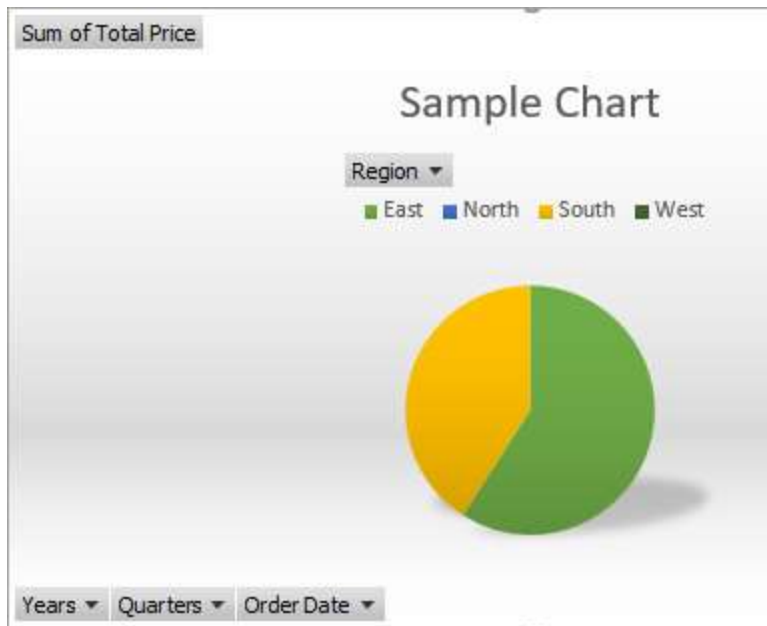 Sum of Total Price
Sample Chart
Region
East North South West
Years Quarters Order Date